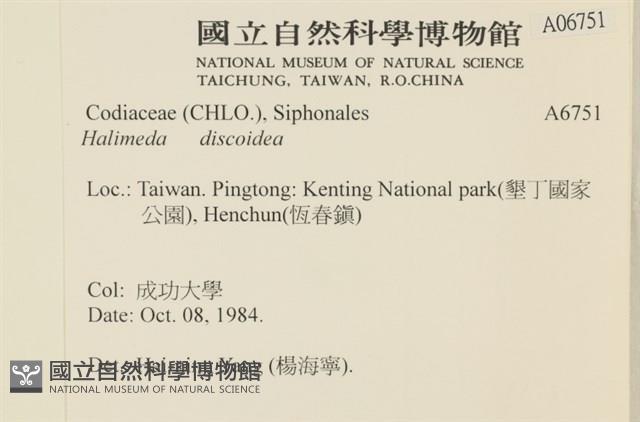 國立自然科學博物館
A06751
NATIONAL MUSEUM OF NATURAL SCIENCE
TAICHUNG, TAIWAN, R.O.CHINA
Codiaceae (CHLO.), Siphonales A6751
Halimeda discoidea
Loc.: Taiwan. Pingtong: Kenting National park(墾丁國家
公園), Henchun(恆春鎭)
Col: 成功大學
Date: Oct. 08, 1984.
(楊海寧).
國立自然科學博物館
NATIONAL MUSEUM OF NATURAL SCIENCE